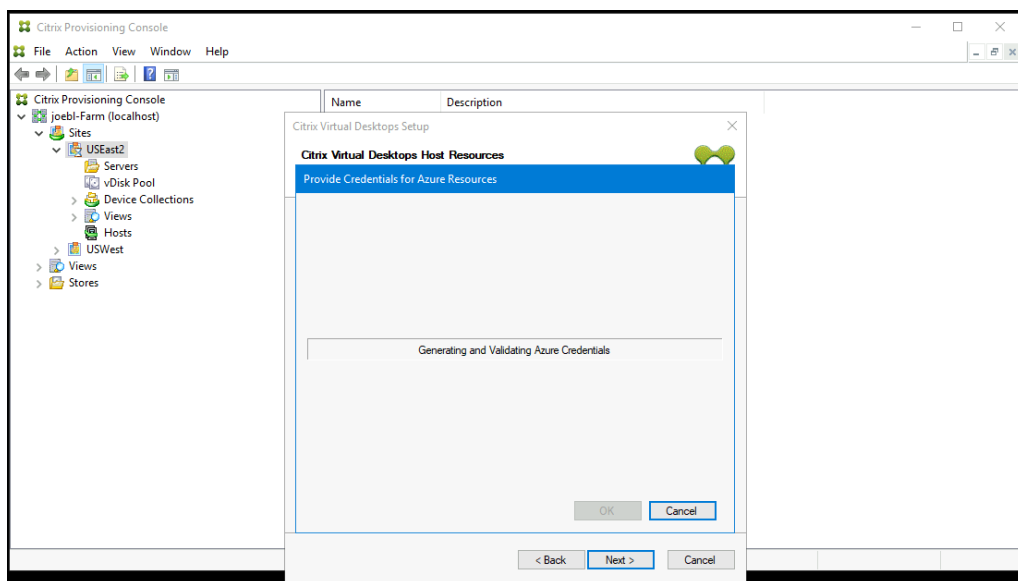 Citrix Provisioning Console
File Action View Window Help
Citrix Provisioning Console
joebl-Farm (localhost)
Sites
USEast2
Servers
vDisk Pool
Device Collections
Views
Hosts
USWest
Views
Stores
Name Description
Citrix Virtual Desktops Setup
Citrix Virtual Desktops Host Resources
Provide Credentials for Azure Resources
Generating and Validating Azure Credentials
OK Cancel
< Back Next > Cancel